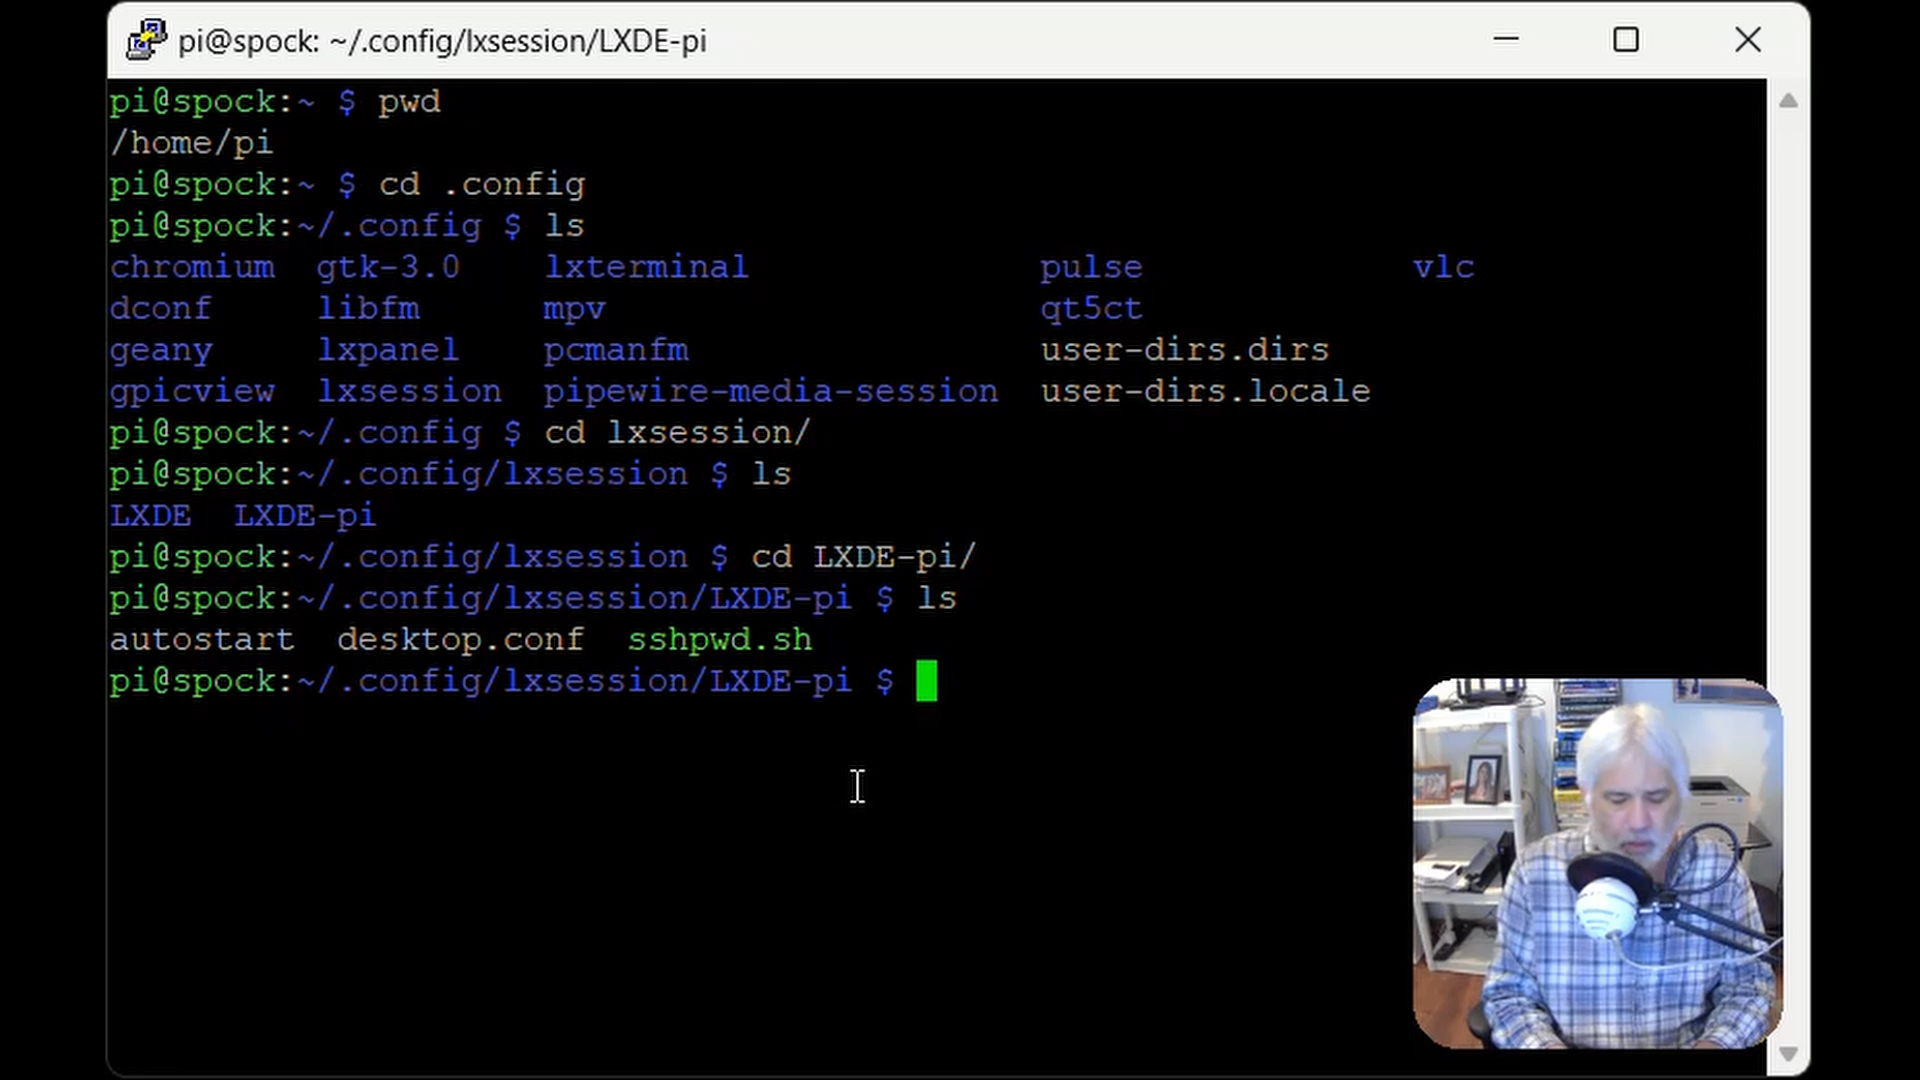 pi@spock: ~/.config/lxsession/LXDE-pi
pi@spock:~ $ pwd
/home/pi
pi@spock:~ $ cd .config
pi@spock:~/.config $ ls
chromium gtk-3.0 lxterminal pulse vlc
dconf libfm mpv qt5ct
geany lxpanel pcmanfm user-dirs.dirs
gpicview lxsession pipewire-media-session user-dirs.locale
pi@spock:~/.config $ cd lxsession/
pi@spock:~/.config/lxsession $ ls
LXDE LXDE-pi
pi@spock:~/.config/lxsession $ cd LXDE-pi/
pi@spock:~/.config/lxsession/LXDE-pi $ ls
autostart desktop.conf sshpwd.sh
pi@spock:~/.config/lxsession/LXDE-pi $